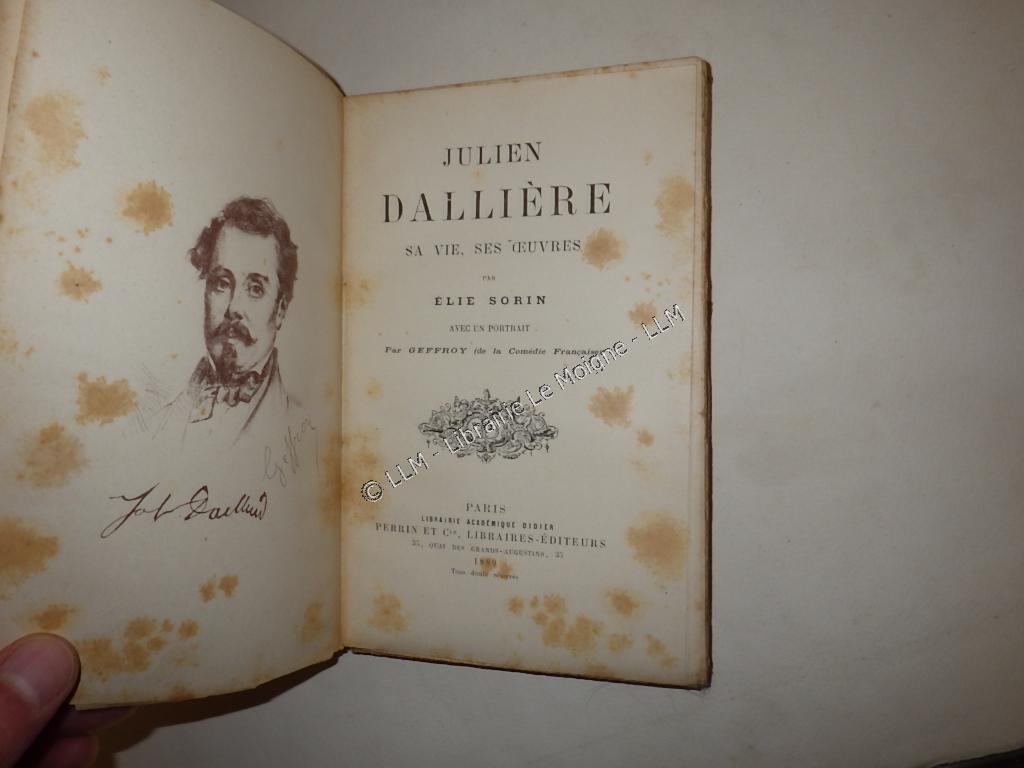 Geffroy
JULIEN
DALLIÈRE
SA VIE, SES ŒUVRES
PAR
ÉLIE SORIN
AVEC UN PORTRAIT
Par GEFFROY (de la Comédie Française)
© LLM - Librairie Le Moigne - LLM
PARIS
LIBRAIRIE ACADÉMIQUE DIDIER
PERRIN ET Cie, LIBRAIRES-ÉDITEURS
35, QUAI DES GRANDS-AUGUSTINS, 35
1889
Tous droits réservés